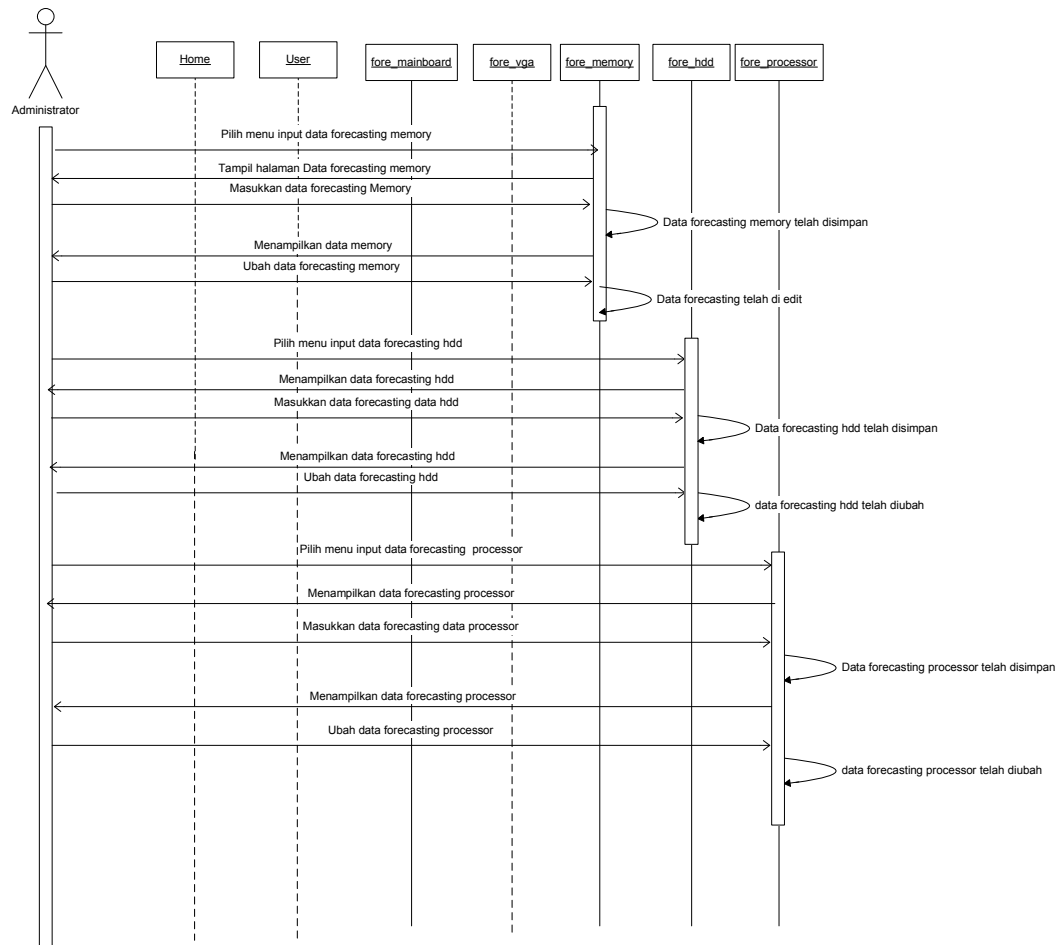 Administrator
Home
User
fore_mainboard
fore_vga
fore_memory
fore_hdd
fore_processor
Pilih menu input data forecasting memory
Tampil halaman Data forecasting memory
Masukkan data forecasting Memory
Data forecasting memory telah disimpan
Menampilkan data memory
Ubah data forecasting memory
Data forecasting telah di edit
Pilih menu input data forecasting hdd
Menampilkan data forecasting hdd
Masukkan data forecasting data hdd
Data forecasting hdd telah disimpan
Menampilkan data forecasting hdd
Ubah data forecasting hdd
data forecasting hdd telah diubah
Pilih menu input data forecasting processor
Menampilkan data forecasting processor
Masukkan data forecasting data processor
Data forecasting processor telah disimpan
Menampilkan data forecasting processor
Ubah data forecasting processor
data forecasting processor telah diubah